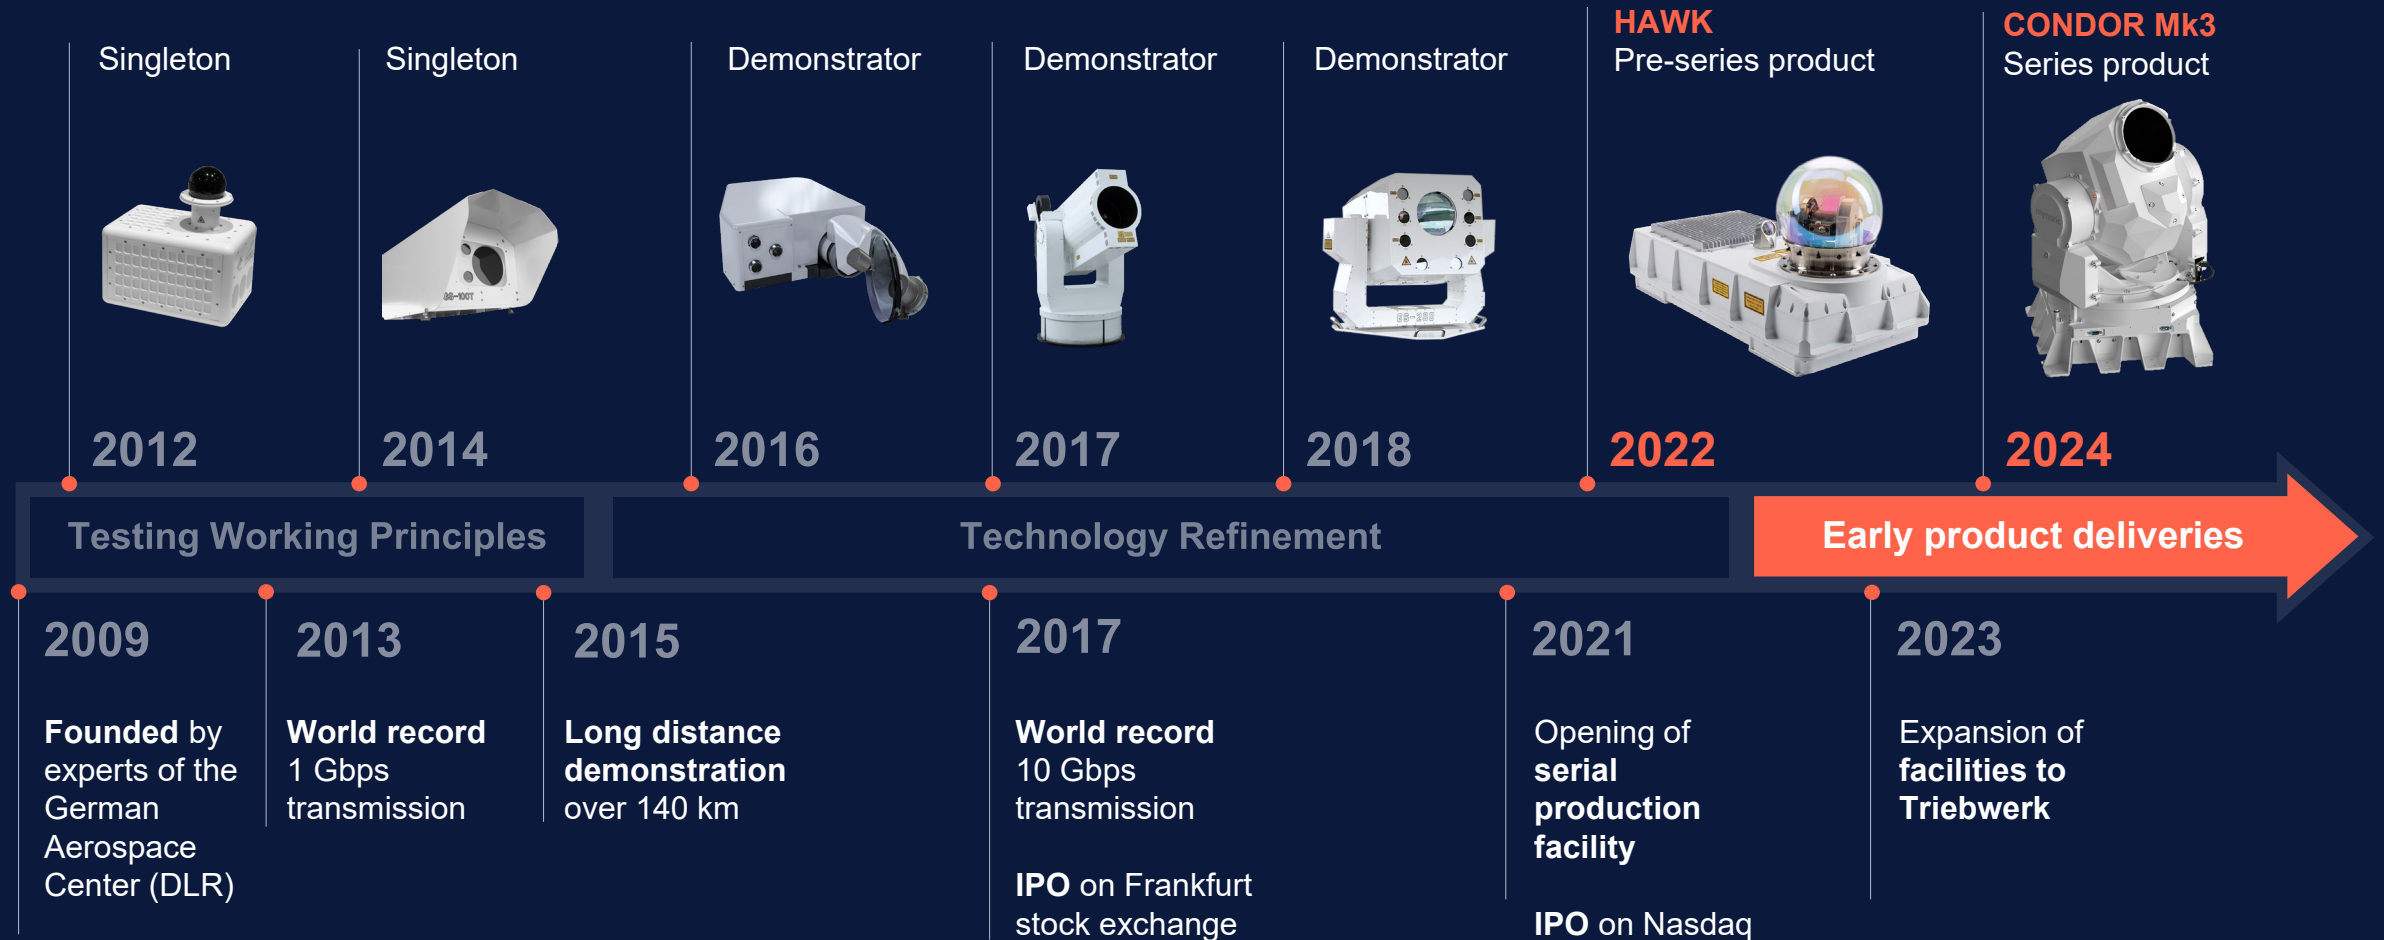 Singleton
Singleton
Demonstrator
Demonstrator
Demonstrator
HAWK
Pre-series product
CONDOR Mk3
Series product
GS-100T
GS-200
2012
2014
2016
2017
2018
2022
2024
Testing Working Principles
Technology Refinement
Early product deliveries
2009
Founded by
experts of the
German
Aerospace
Center (DLR)
2013
World record
1 Gbps
transmission
2015
Long distance
demonstration
over 140 km
2017
World record
10 Gbps
transmission
IPO on Frankfurt
stock exchange
2021
Opening of
serial
production
facility
IPO on Nasdaq
2023
Expansion of
facilities to
Triebwerk